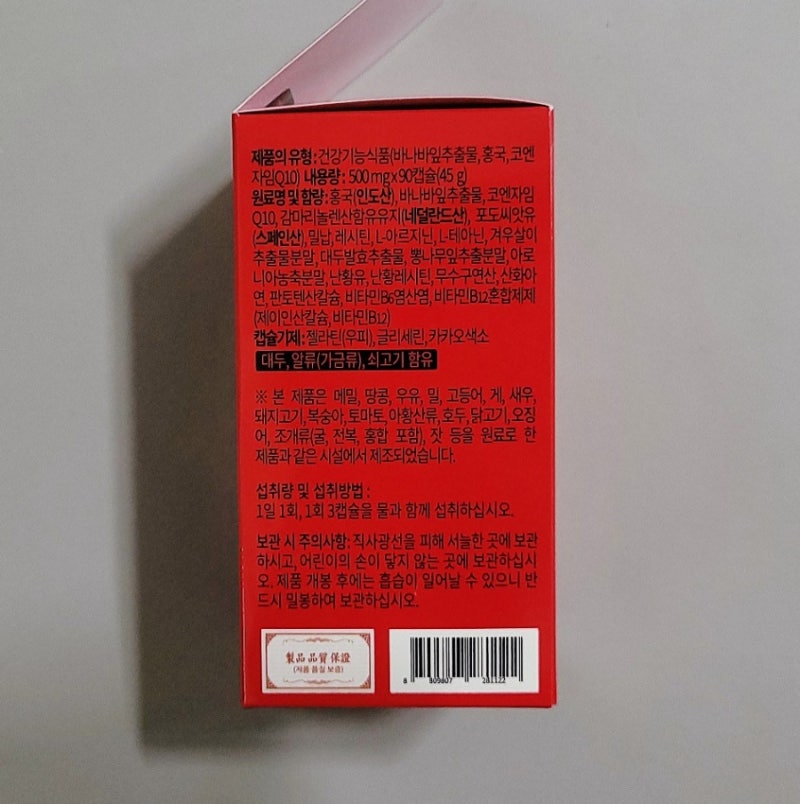 제품의 유형 : 건강기능식품(바나바잎추출물, 홍국, 코엔
자임Q10) 내용량 : 500 mg x 90캡슐(45 g)
원료명 및 함량 : 홍국(인도산), 바나바잎추출물, 코엔자임
Q10, 감마리놀렌산함유유지(네덜란드산), 포도씨앗유
(스페인산), 밀납, 레시틴, L-아르지닌, L-테아닌, 겨우살이
추출물분말, 대두발효추출물, 뽕나무잎추출분말, 아로
니아농축분말, 난황유, 난황레시틴, 무수구연산, 산화아
연, 판토텐산칼슘, 비타민B6염산염, 비타민B12혼합제제
(제이인산칼슘, 비타민B12)
캡슐기제 : 젤라틴(우피), 글리세린, 카카오색소
대두, 알류(가금류), 쇠고기 함유
※ 본 제품은 메밀, 땅콩, 우유, 밀, 고등어, 게, 새우,
돼지고기, 복숭아, 토마토, 아황산류, 호두, 닭고기, 오징
어, 조개류(굴, 전복, 홍합 포함), 잣 등을 원료로 한
제품과 같은 시설에서 제조되었습니다.
섭취량 및 섭취방법 :
1일 1회, 1회 3캡슐을 물과 함께 섭취하십시오.
보관 시 주의사항 : 직사광선을 피해 서늘한 곳에 보관
하시고, 어린이의 손이 닿지 않는 곳에 보관하십시
오. 제품 개봉 후에는 흡습이 일어날 수 있으니 반
드시 밀봉하여 보관하십시오.
製品品質保證
(제품 품질 보증)
8 809807 281122